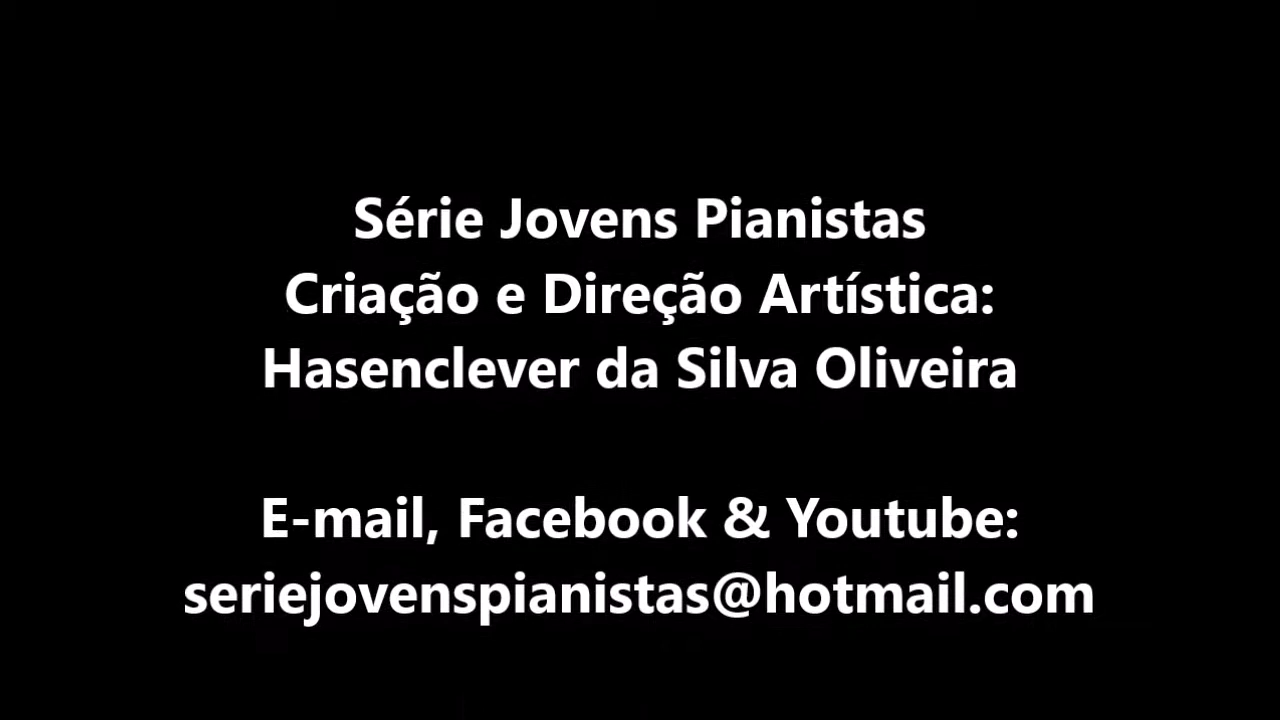 Série Jovens Pianistas
Criação e Direção Artística:
Hasenclever da Silva Oliveira
E-mail, Facebook & Youtube:
seriejovenspianistas@hotmail.com